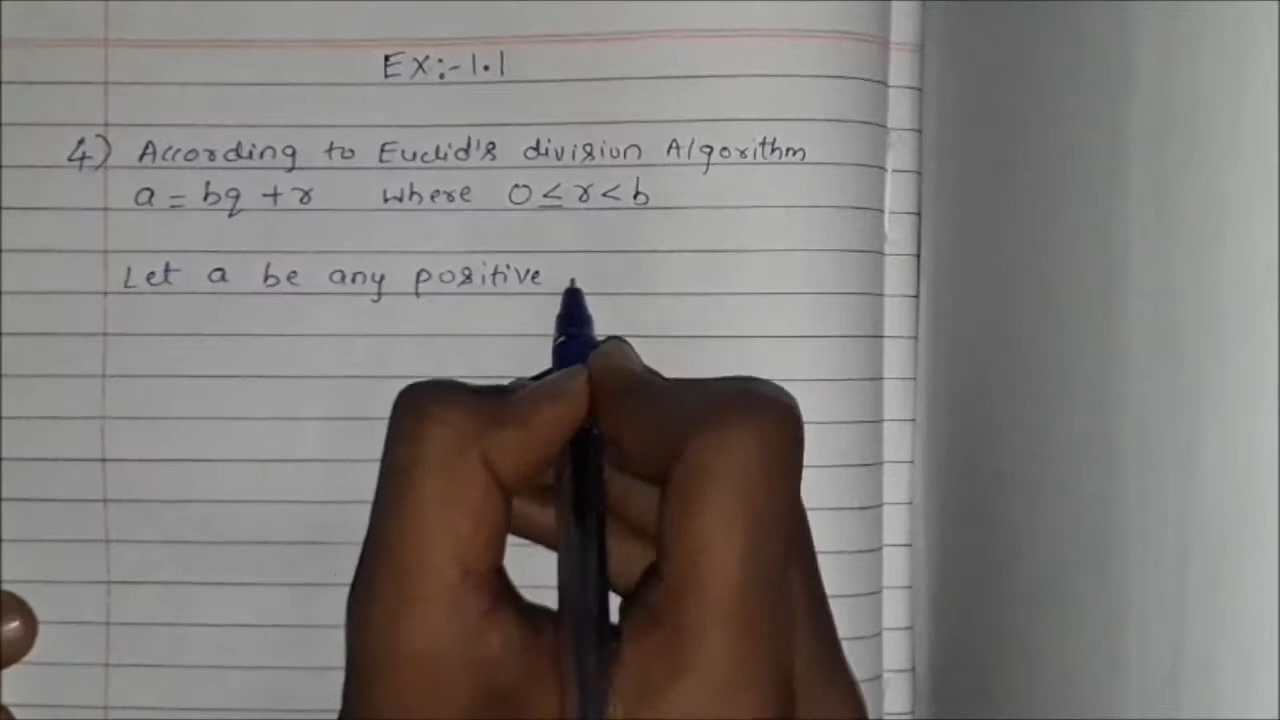 EX:-1.1
4) According to Euclid's division Algorithm
a = bq + r where 0 ≤ r < b
Let a be any positive